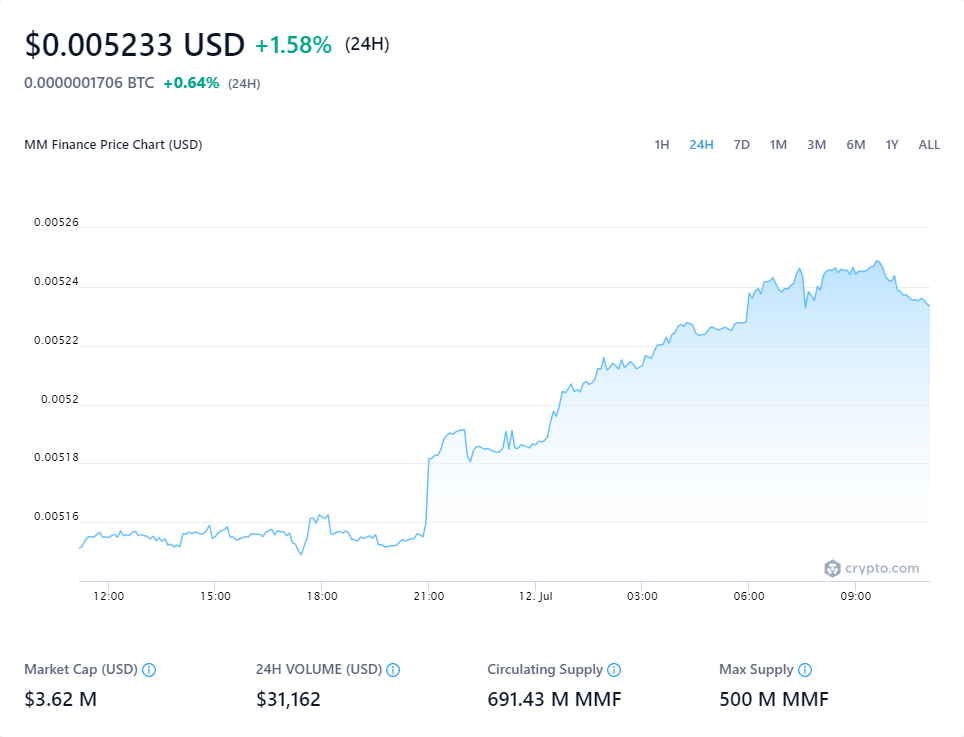 $0.005233 USD +1.58% (24H)
0.0000001706 BTC +0.64% (24H)
MM Finance Price Chart (USD) 1H 24H 7D 1M 3M 6M 1Y ALL
0.00526
0.00524
0.00522
0.0052
0.00518
0.00516
crypto.com
12:00 15:00 18:00 21:00 12. Jul 03:00 06:00 09:00
Market Cap (USD) 24H VOLUME (USD) Circulating Supply Max Supply
$3.62 M $31,162 691.43 M MMF 500 M MMF